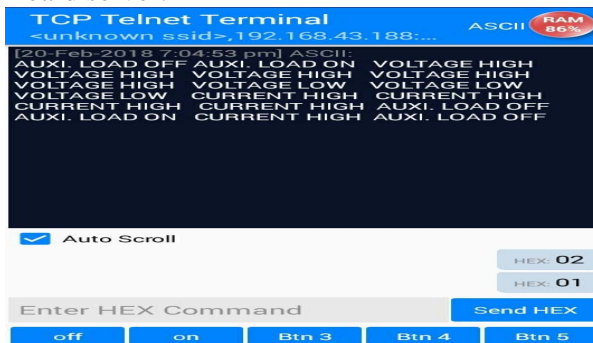 TCP Telnet Terminal
<unknown ssid>,192.168.43.188:...
ASCII
RAM
86%
[20-Feb-2018 7:04:53 pm] ASCII:
AUXI. LOAD OFF AUXI. LOAD ON VOLTAGE HIGH
VOLTAGE HIGH VOLTAGE HIGH VOLTAGE HIGH
VOLTAGE HIGH VOLTAGE LOW VOLTAGE LOW
VOLTAGE LOW CURRENT HIGH CURRENT HIGH
CURRENT HIGH CURRENT HIGH AUXI. LOAD OFF
AUXI. LOAD ON CURRENT HIGH AUXI. LOAD OFF
Auto Scroll
HEX: 02
HEX: 01
Enter HEX Command
Send HEX
off on Btn 3 Btn 4 Btn 5